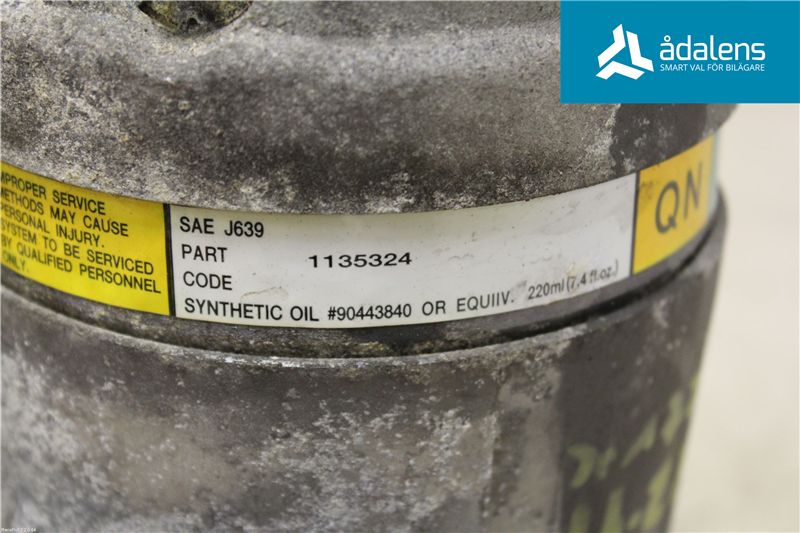 ådalens
SMART VAL FÖR BILÄGARE
MPROPER SERVICE
METHODS MAY CAUSE
PERSONAL INJURY.
SYSTEM TO BE SERVICED
BY QUALIFIED PERSONNEL
ONLY.
SAE J639
PART 1135324
CODE
SYNTHETIC OIL #90443840 OR EQUIIV. 220ml(7,4 fl.oz.)
QN